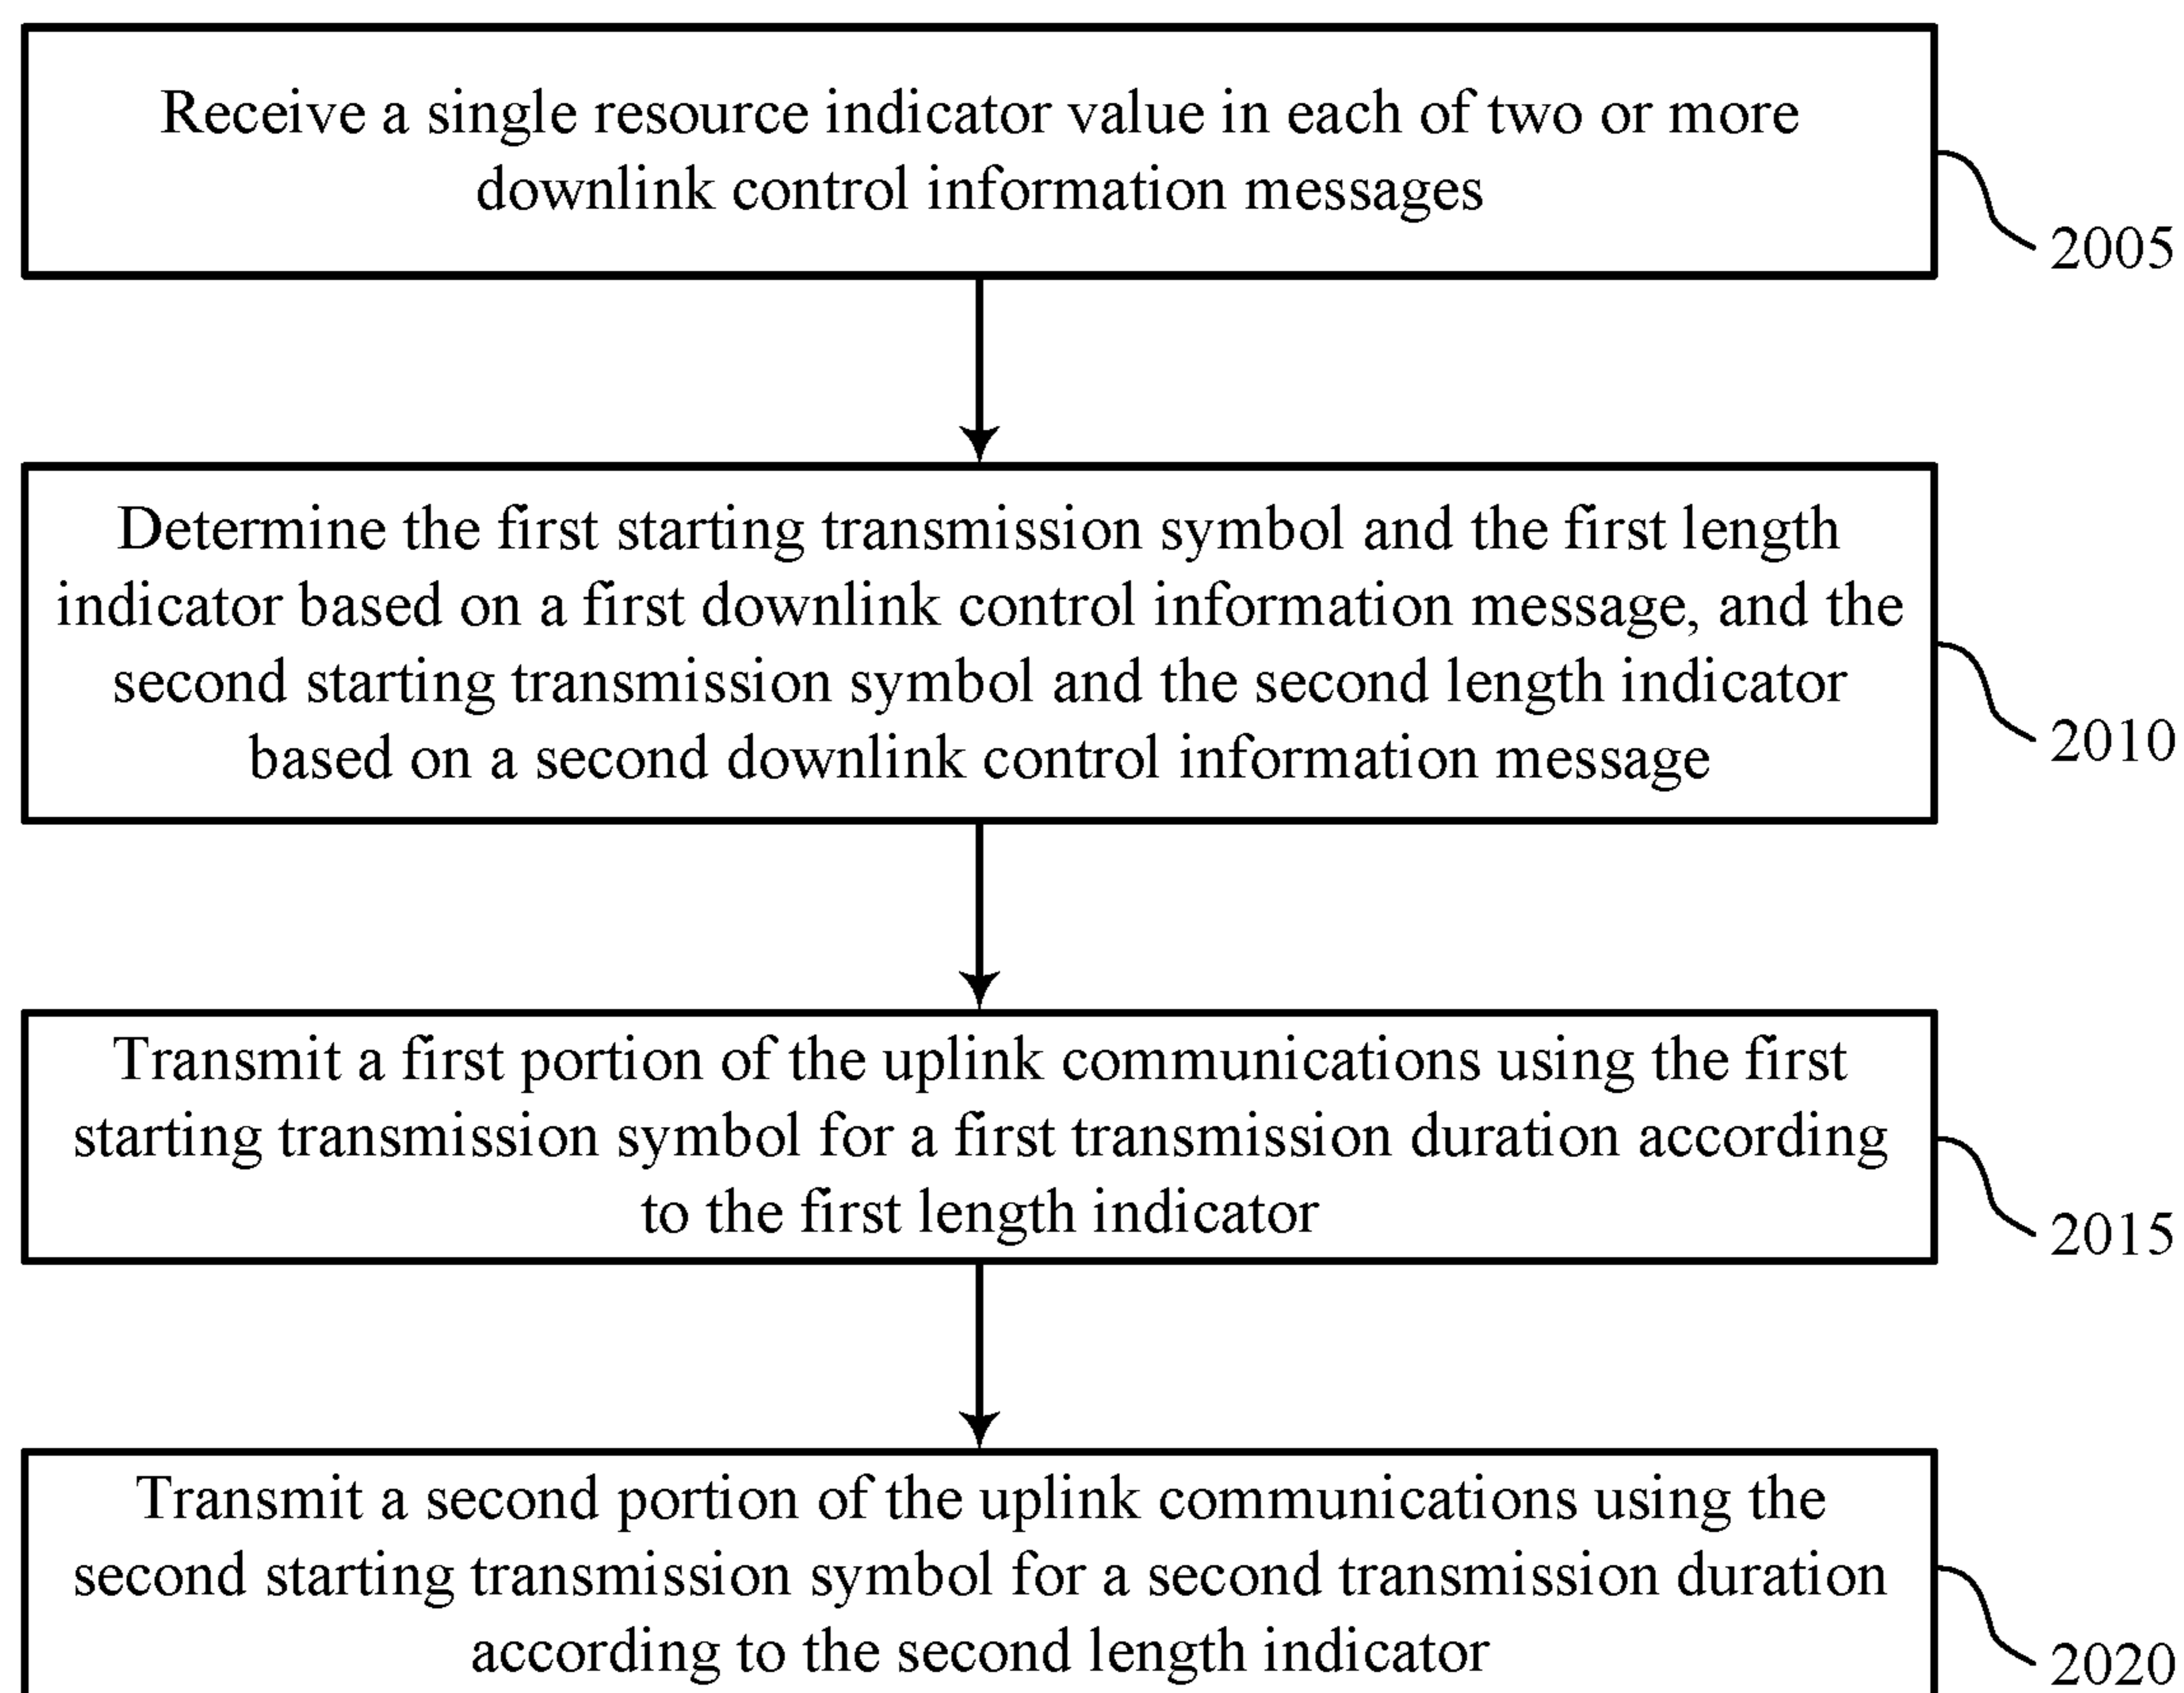 Receive a single resource indicator value in each of two or more
downlink control information messages
2005
Determine the first starting transmission symbol and the first length
indicator based on a first downlink control information message, and the
second starting transmission symbol and the second length indicator
based on a second downlink control information message
2010
Transmit a first portion of the uplink communications using the first
starting transmission symbol for a first transmission duration according
to the first length indicator
2015
Transmit a second portion of the uplink communications using the
second starting transmission symbol for a second transmission duration
according to the second length indicator
2020